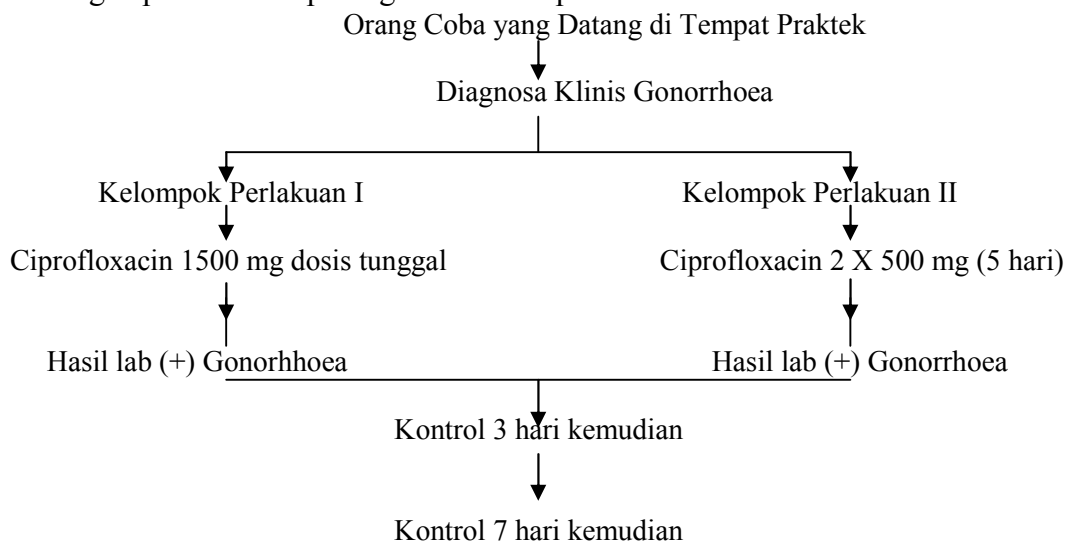 Orang Coba yang Datang di Tempat Praktek
Diagnosa Klinis Gonorrhoea
Kelompok Perlakuan I
Kelompok Perlakuan II
Ciprofloxacin 1500 mg dosis tunggal
Ciprofloxacin 2 X 500 mg (5 hari)
Hasil lab (+) Gonorhhoea
Hasil lab (+) Gonorrhoea
Kontrol 3 hari kemudian
Kontrol 7 hari kemudian